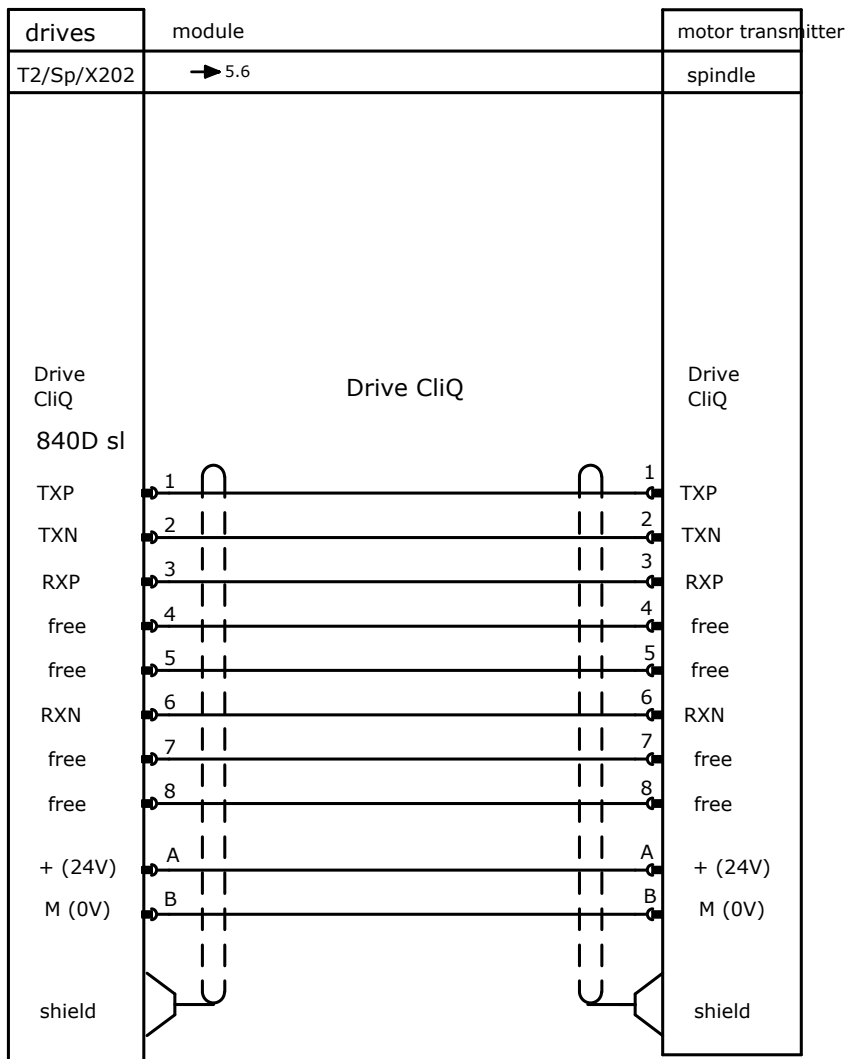 drives module motor transmitter
T2/Sp/X202 5.6 spindle
Drive CliQ Drive CliQ Drive CliQ
840D sl
TXP 1 1 TXP
TXN 2 2 TXN
RXP 3 3 RXP
free 4 4 free
free 5 5 free
RXN 6 6 RXN
free 7 7 free
free 8 8 free
+ (24V) A A + (24V)
M (0V) B B M (0V)
shield shield